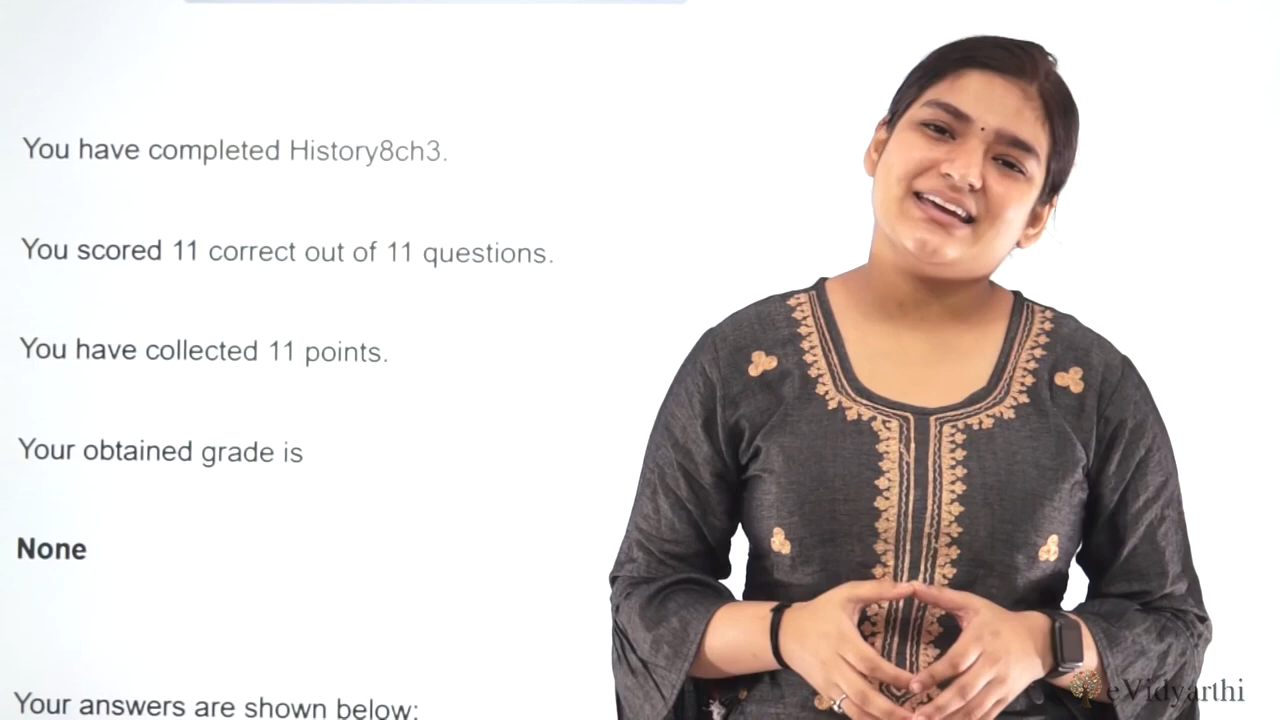 You have completed History8ch3.
You scored 11 correct out of 11 questions.
You have collected 11 points.
Your obtained grade is
None
Your answers are shown below:
eVidyarthi